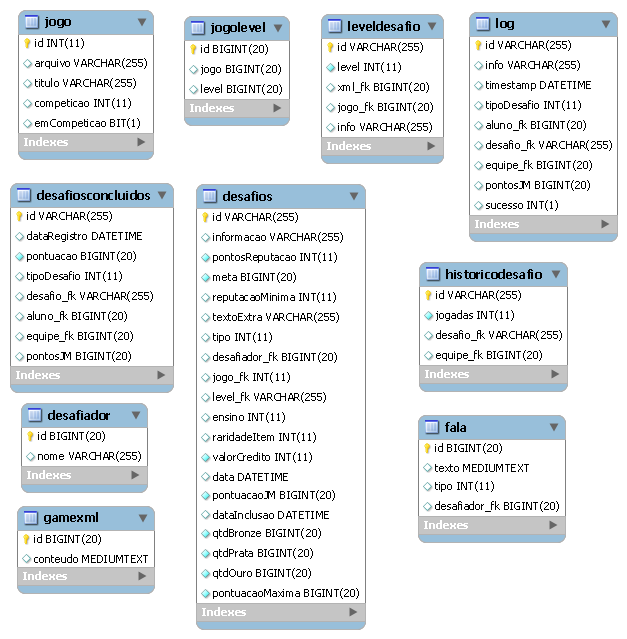 jogo
id INT(11)
arquivo VARCHAR(255)
titulo VARCHAR(255)
competicao INT(11)
emCompeticao BIT(1)
Indexes
jogolevel
id BIGINT(20)
jogo BIGINT(20)
level BIGINT(20)
Indexes
leveldesafio
id VARCHAR(255)
level INT(11)
xml_fk BIGINT(20)
jogo_fk BIGINT(20)
info VARCHAR(255)
Indexes
log
id VARCHAR(255)
info VARCHAR(255)
timestamp DATETIME
tipoDesafio INT(11)
aluno_fk BIGINT(20)
desafio_fk VARCHAR(255)
equipe_fk BIGINT(20)
pontosJM BIGINT(20)
sucesso INT(1)
Indexes
desafiosconcluidos
id VARCHAR(255)
dataRegistro DATETIME
pontuacao BIGINT(20)
tipoDesafio INT(11)
desafio_fk VARCHAR(255)
aluno_fk BIGINT(20)
equipe_fk BIGINT(20)
pontosJM BIGINT(20)
Indexes
desafios
id VARCHAR(255)
informacao VARCHAR(255)
pontosReputacao INT(11)
meta BIGINT(20)
reputacaoMinima INT(11)
textoExtra VARCHAR(255)
tipo INT(11)
desafiador_fk BIGINT(20)
jogo_fk INT(11)
level_fk VARCHAR(255)
ensino INT(11)
raridadeItem INT(11)
valorCredito INT(11)
data DATETIME
pontuacaoJM BIGINT(20)
dataInclusao DATETIME
qtdBronze BIGINT(20)
qtdPrata BIGINT(20)
qtdOuro BIGINT(20)
pontuacaoMaxima BIGINT(20)
Indexes
historicodesafio
id VARCHAR(255)
jogadas INT(11)
desafio_fk VARCHAR(255)
equipe_fk BIGINT(20)
Indexes
desafiador
id BIGINT(20)
nome VARCHAR(255)
Indexes
fala
id BIGINT(20)
texto MEDIUMTEXT
tipo INT(11)
desafiador_fk BIGINT(20)
Indexes
gamexml
id BIGINT(20)
conteudo MEDIUMTEXT
Indexes